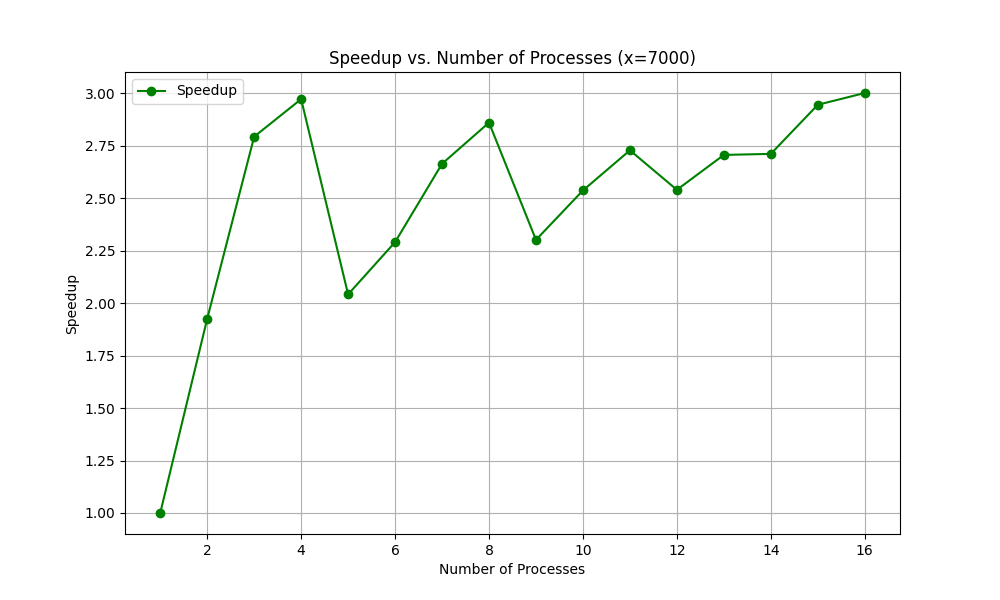 Speedup vs. Number of Processes (x=7000)
Speedup
3.00
2.75
2.50
2.25
2.00
1.75
1.50
1.25
1.00
Speedup
2 4 6 8 10 12 14 16
Number of Processes